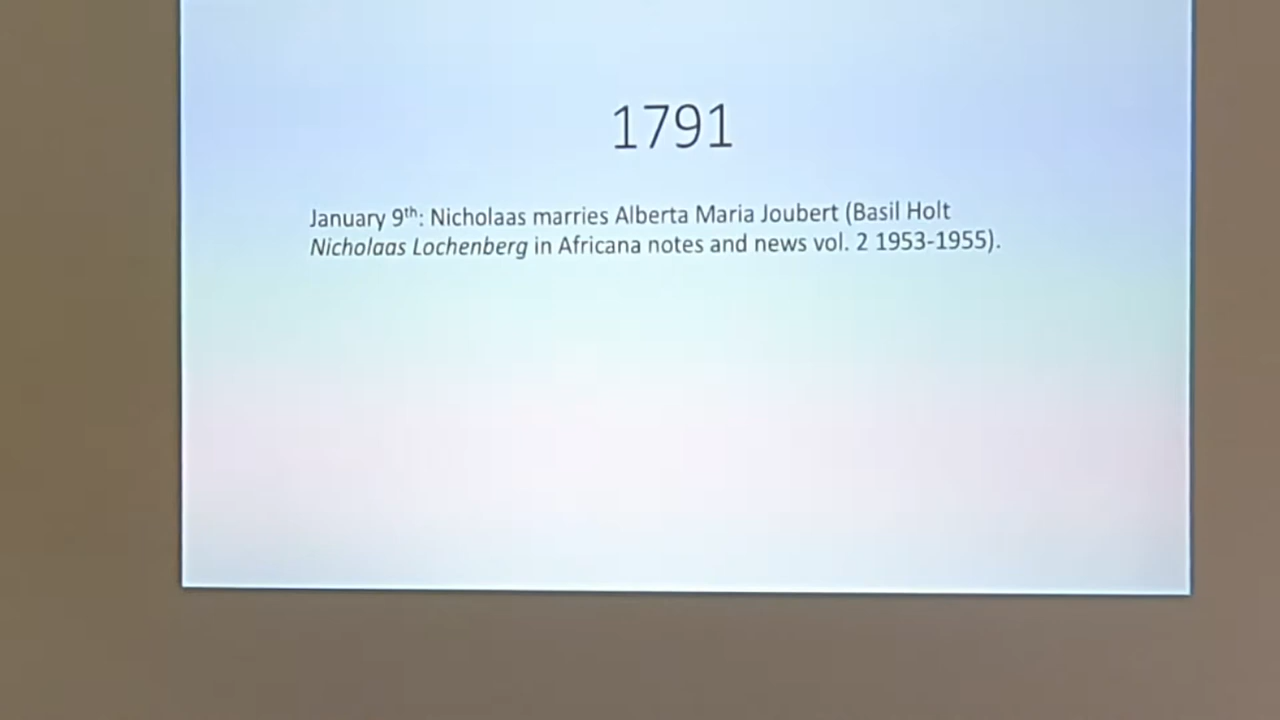 1791
January 9th: Nicholaas marries Alberta Maria Joubert (Basil Holt
Nicholaas Lochenberg in Africana notes and news vol. 2 1953-1955).